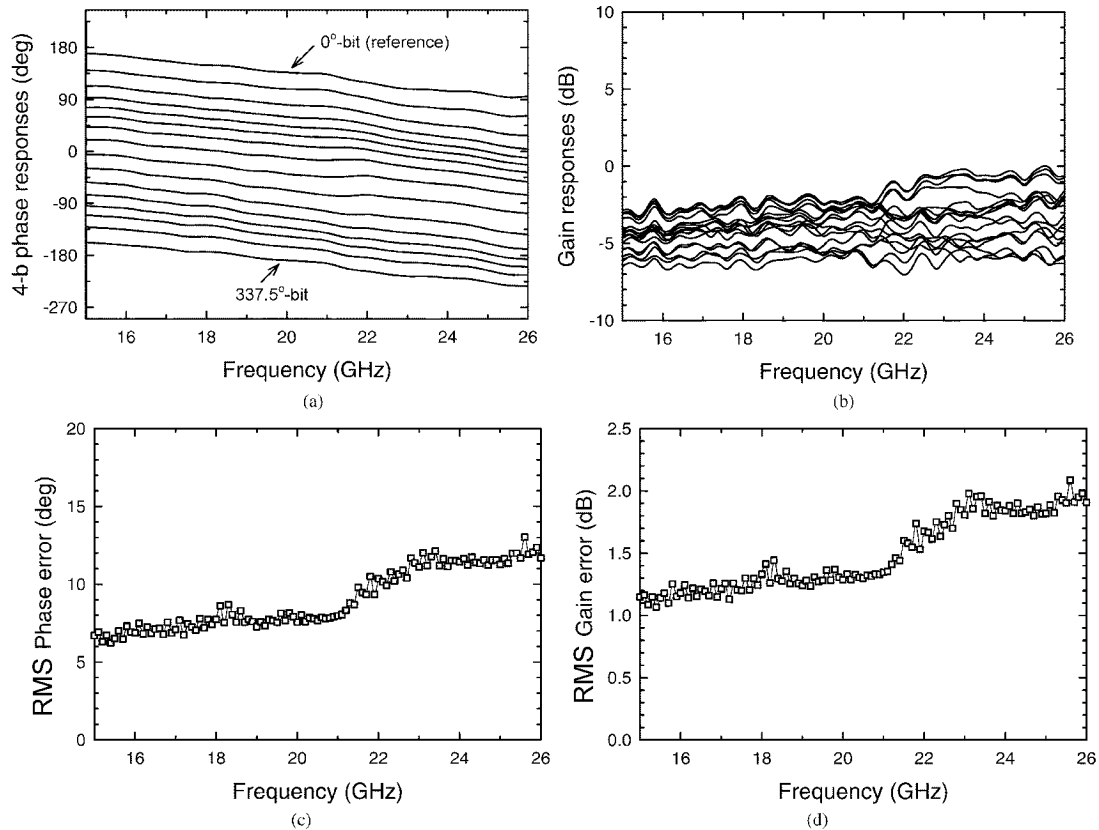 4-b phase responses (deg)
180
90
0
-90
-180
-270
0°-bit (reference)
337.5°-bit
16 18 20 22 24 26
Frequency (GHz)
(a)
Gain responses (dB)
10
5
0
-5
-10
16 18 20 22 24 26
Frequency (GHz)
(b)
RMS Phase error (deg)
20
15
10
5
0
16 18 20 22 24 26
Frequency (GHz)
(c)
RMS Gain error (dB)
2.5
2.0
1.5
1.0
0.5
0.0
16 18 20 22 24 26
Frequency (GHz)
(d)